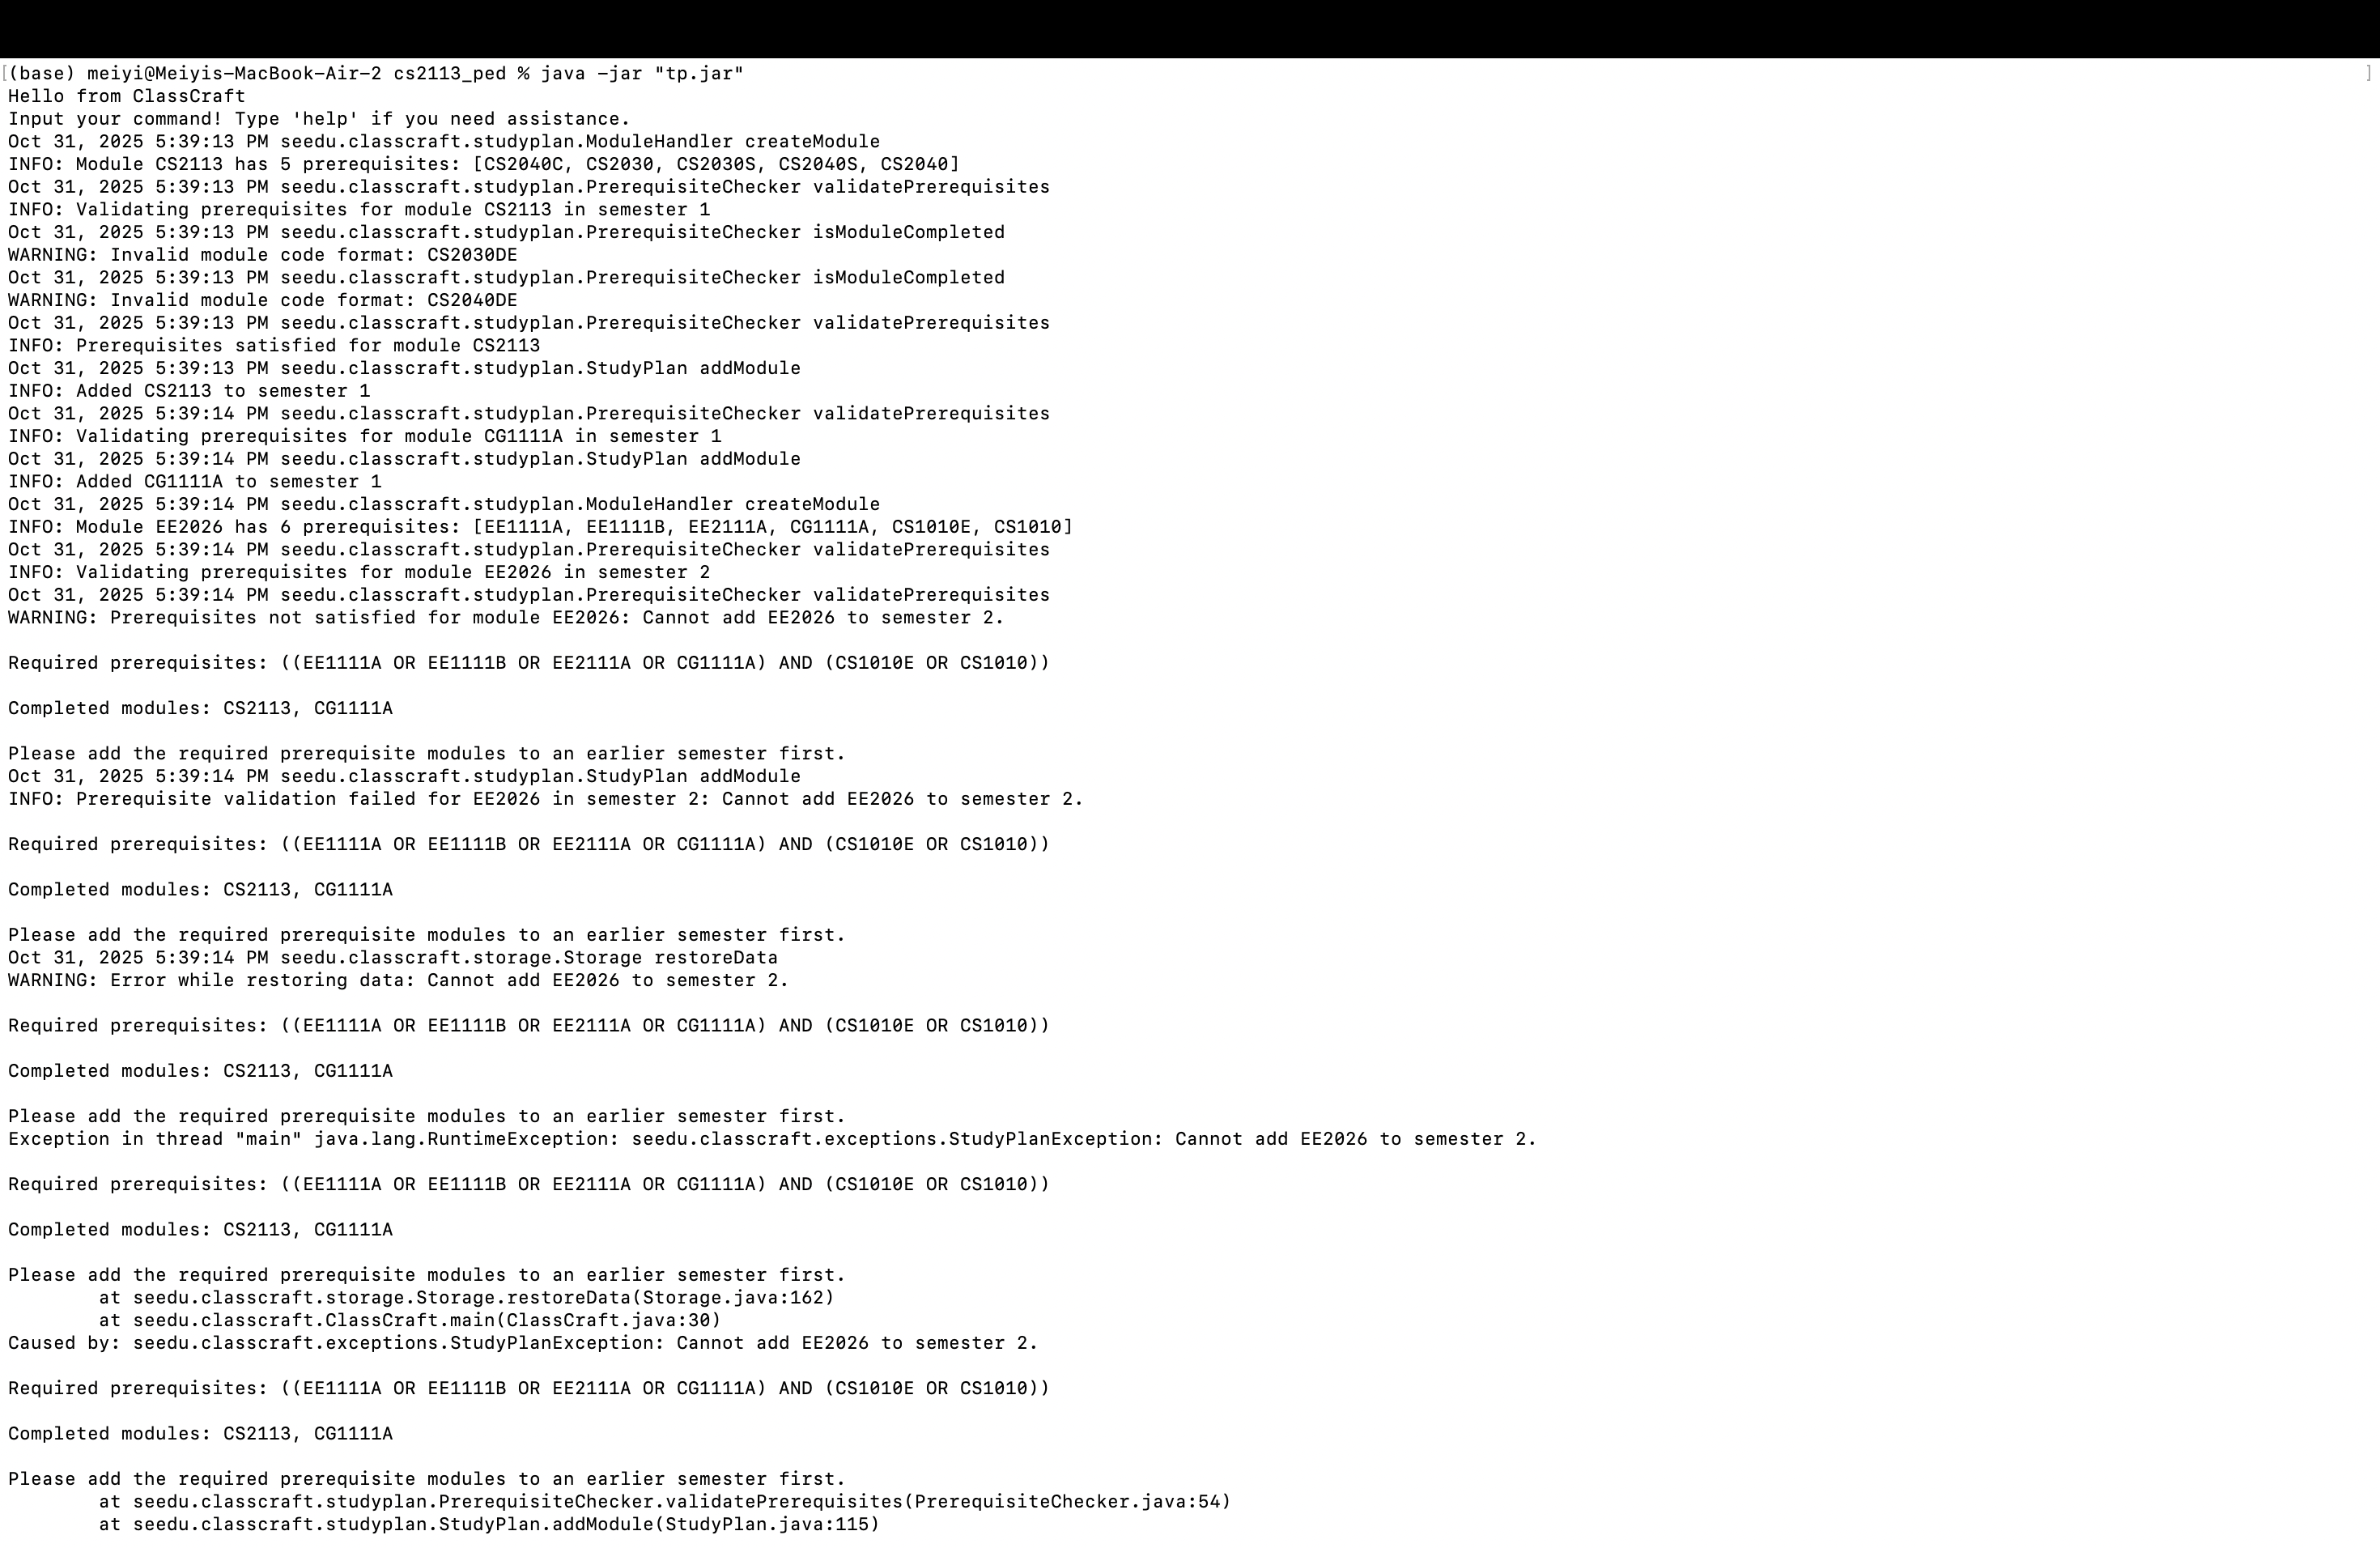 [(base) meiyi@Meiyis-MacBook-Air-2 cs2113_ped % java -jar "tp.jar" ]
Hello from ClassCraft
Input your command! Type 'help' if you need assistance.
Oct 31, 2025 5:39:13 PM seedu.classcraft.studyplan.ModuleHandler createModule
INFO: Module CS2113 has 5 prerequisites: [CS2040C, CS2030, CS2030S, CS2040S, CS2040]
Oct 31, 2025 5:39:13 PM seedu.classcraft.studyplan.PrerequisiteChecker validatePrerequisites
INFO: Validating prerequisites for module CS2113 in semester 1
Oct 31, 2025 5:39:13 PM seedu.classcraft.studyplan.PrerequisiteChecker isModuleCompleted
WARNING: Invalid module code format: CS2030DE
Oct 31, 2025 5:39:13 PM seedu.classcraft.studyplan.PrerequisiteChecker isModuleCompleted
WARNING: Invalid module code format: CS2040DE
Oct 31, 2025 5:39:13 PM seedu.classcraft.studyplan.PrerequisiteChecker validatePrerequisites
INFO: Prerequisites satisfied for module CS2113
Oct 31, 2025 5:39:13 PM seedu.classcraft.studyplan.StudyPlan addModule
INFO: Added CS2113 to semester 1
Oct 31, 2025 5:39:14 PM seedu.classcraft.studyplan.PrerequisiteChecker validatePrerequisites
INFO: Validating prerequisites for module CG1111A in semester 1
Oct 31, 2025 5:39:14 PM seedu.classcraft.studyplan.StudyPlan addModule
INFO: Added CG1111A to semester 1
Oct 31, 2025 5:39:14 PM seedu.classcraft.studyplan.ModuleHandler createModule
INFO: Module EE2026 has 6 prerequisites: [EE1111A, EE1111B, EE2111A, CG1111A, CS1010E, CS1010]
Oct 31, 2025 5:39:14 PM seedu.classcraft.studyplan.PrerequisiteChecker validatePrerequisites
INFO: Validating prerequisites for module EE2026 in semester 2
Oct 31, 2025 5:39:14 PM seedu.classcraft.studyplan.PrerequisiteChecker validatePrerequisites
WARNING: Prerequisites not satisfied for module EE2026: Cannot add EE2026 to semester 2.
Required prerequisites: ((EE1111A OR EE1111B OR EE2111A OR CG1111A) AND (CS1010E OR CS1010))
Completed modules: CS2113, CG1111A
Please add the required prerequisite modules to an earlier semester first.
Oct 31, 2025 5:39:14 PM seedu.classcraft.studyplan.StudyPlan addModule
INFO: Prerequisite validation failed for EE2026 in semester 2: Cannot add EE2026 to semester 2.
Required prerequisites: ((EE1111A OR EE1111B OR EE2111A OR CG1111A) AND (CS1010E OR CS1010))
Completed modules: CS2113, CG1111A
Please add the required prerequisite modules to an earlier semester first.
Oct 31, 2025 5:39:14 PM seedu.classcraft.storage.Storage restoreData
WARNING: Error while restoring data: Cannot add EE2026 to semester 2.
Required prerequisites: ((EE1111A OR EE1111B OR EE2111A OR CG1111A) AND (CS1010E OR CS1010))
Completed modules: CS2113, CG1111A
Please add the required prerequisite modules to an earlier semester first.
Exception in thread "main" java.lang.RuntimeException: seedu.classcraft.exceptions.StudyPlanException: Cannot add EE2026 to semester 2.
Required prerequisites: ((EE1111A OR EE1111B OR EE2111A OR CG1111A) AND (CS1010E OR CS1010))
Completed modules: CS2113, CG1111A
Please add the required prerequisite modules to an earlier semester first.
at seedu.classcraft.storage.Storage.restoreData(Storage.java:162)
at seedu.classcraft.ClassCraft.main(ClassCraft.java:30)
Caused by: seedu.classcraft.exceptions.StudyPlanException: Cannot add EE2026 to semester 2.
Required prerequisites: ((EE1111A OR EE1111B OR EE2111A OR CG1111A) AND (CS1010E OR CS1010))
Completed modules: CS2113, CG1111A
Please add the required prerequisite modules to an earlier semester first.
at seedu.classcraft.studyplan.PrerequisiteChecker.validatePrerequisites(PrerequisiteChecker.java:54)
at seedu.classcraft.studyplan.StudyPlan.addModule(StudyPlan.java:115)